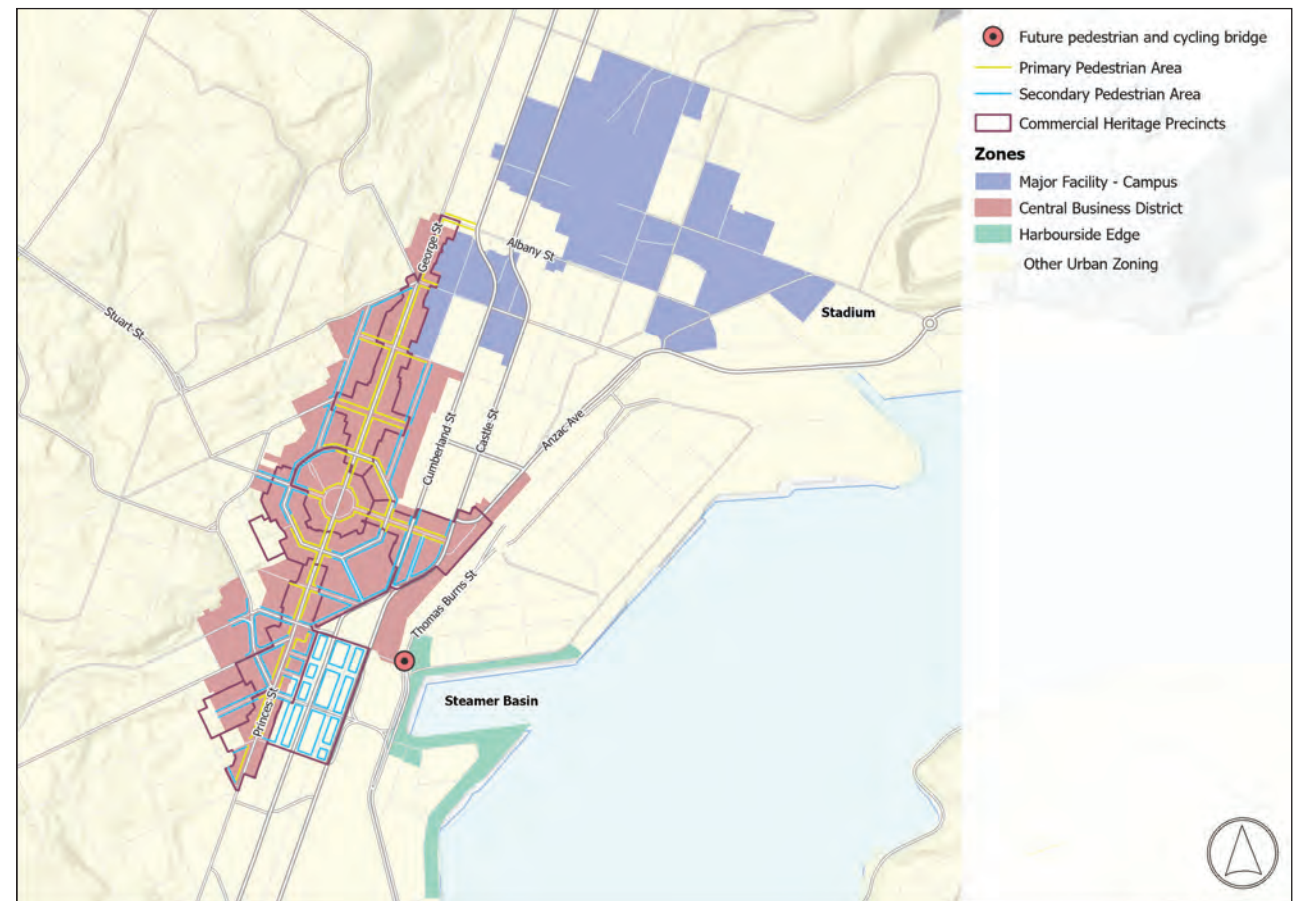 Future pedestrian and cycling bridge
Primary Pedestrian Area
Secondary Pedestrian Area
Commercial Heritage Precincts
Zones
Major Facility - Campus
Central Business District
Harbourside Edge
Other Urban Zoning
George St
Albany St
Stuart St
Stadium
Cumberland St
Castle St
Anzac Ave
Thomas Burns St
Steamer Basin
Princes St